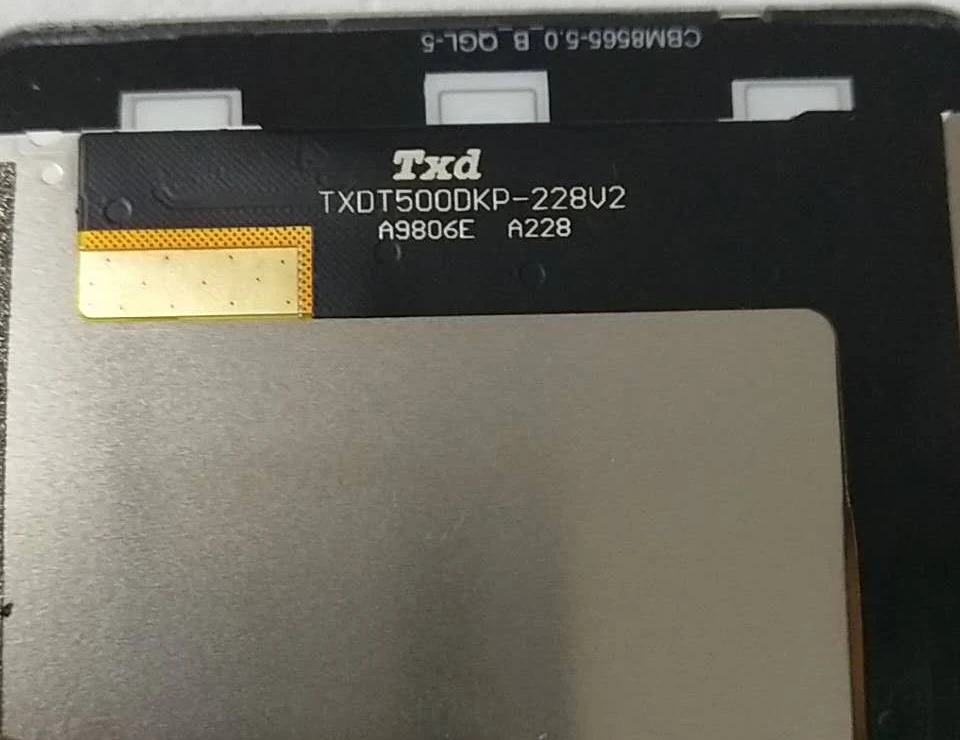 CBM8565-5.0_B_QGL-5
Txd
TXDT500DKP-228V2
A9806E A228